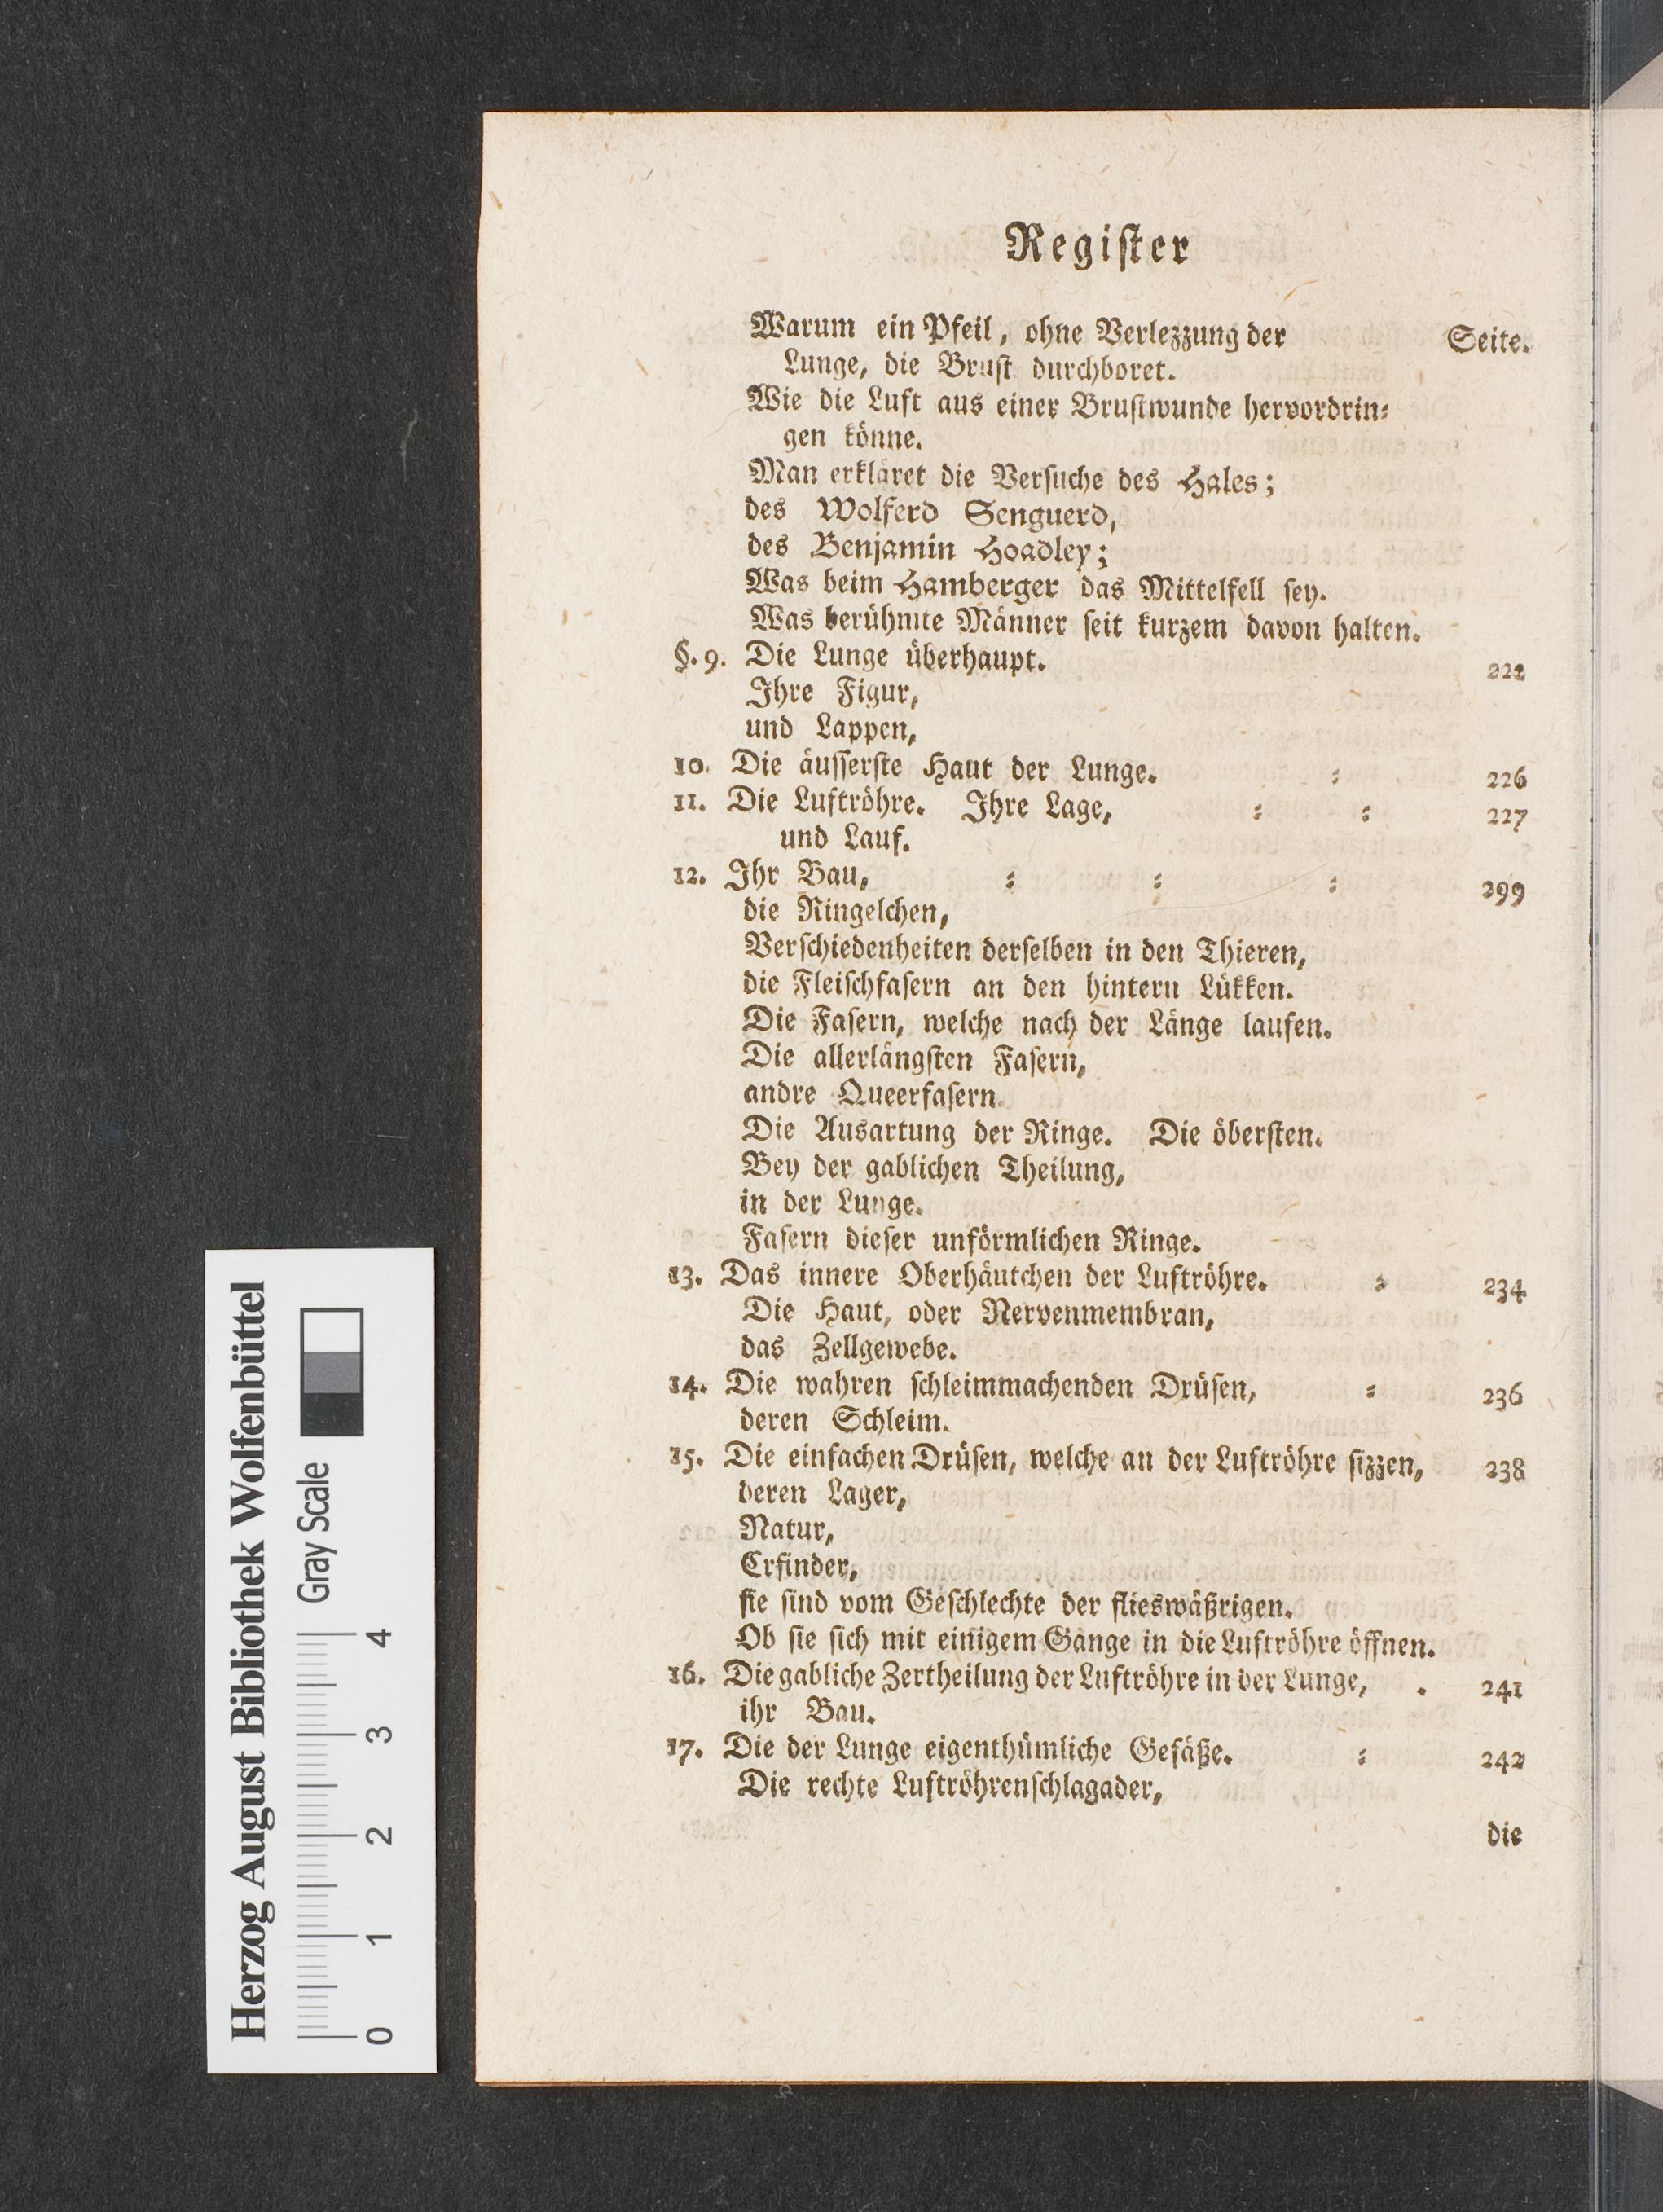 Regiſter
Seite.
Warum ein Pfeil, ohne Verlezzung der
Lunge, die Bruſt durchboret.
Wie die Luft aus einer Bruſtwunde hervordrin⸗
gen könne.
Man erkläret die Verſuche des Hales;
des Wolferd Senguerd,
des Benjamin Hoadley;
Was beim Hamberger das Mittelfell ſey.
Was berühmte Männer ſeit kurzem davon halten.
§. 9. Die Lunge überhaupt. 222
Ihre Figur,
und Lappen,
10. Die äuſſerſte Haut der Lunge. ⸗ 226
11. Die Luftröhre. Ihre Lage, ⸗ ⸗ 227
und Lauf.
12. Ihr Bau, ⸗ ⸗ ⸗ 299
die Ringelchen,
Verſchiedenheiten derſelben in den Thieren,
die Fleiſchfaſern an den hintern Lükken.
Die Faſern, welche nach der Länge laufen.
Die allerlängſten Faſern,
andre Queerfaſern.
Die Ausartung der Ringe. Die öberſten.
Bey der gablichen Theilung,
in der Lunge.
Faſern dieſer unförmlichen Ringe.
13. Das innere Oberhäutchen der Luftröhre. ⸗ 234
Die Haut, oder Nervenmembran,
das Zellgewebe.
14. Die wahren ſchleimmachenden Drüſen, ⸗ 236
deren Schleim.
15. Die einfachen Drüſen, welche an der Luftröhre ſizzen, 238
deren Lager,
Natur,
Erfinder,
ſie ſind vom Geſchlechte der flieswäßrigen.
Ob ſie ſich mit einigem Gange in die Luftröhre öffnen.
16. Die gabliche Zertheilung der Luftröhre in der Lunge, . 241
ihr Bau.
17. Die der Lunge eigenthümliche Gefäße. ⸗ 242
Die rechte Luftröhrenſchlagader,
die
Herzog August Bibliothek Wolfenbüttel
Gray Scale
0 1 2 3 4